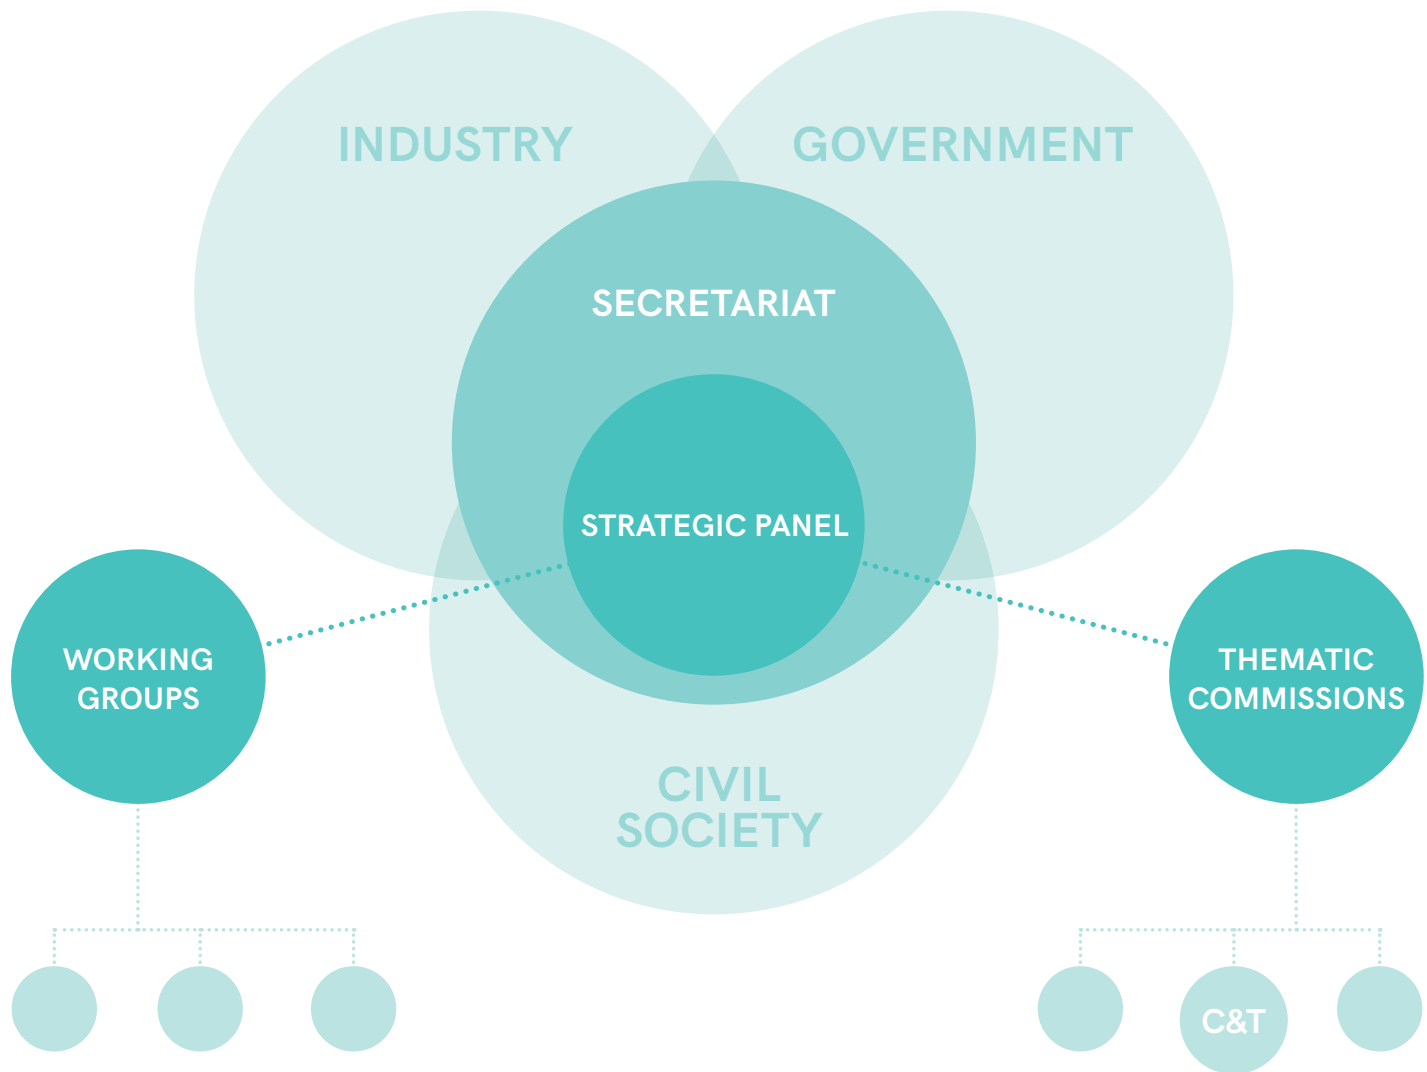 INDUSTRY
GOVERNMENT
SECRETARIAT
STRATEGIC PANEL
WORKING
GROUPS
THEMATIC
COMMISSIONS
CIVIL
SOCIETY
C&T